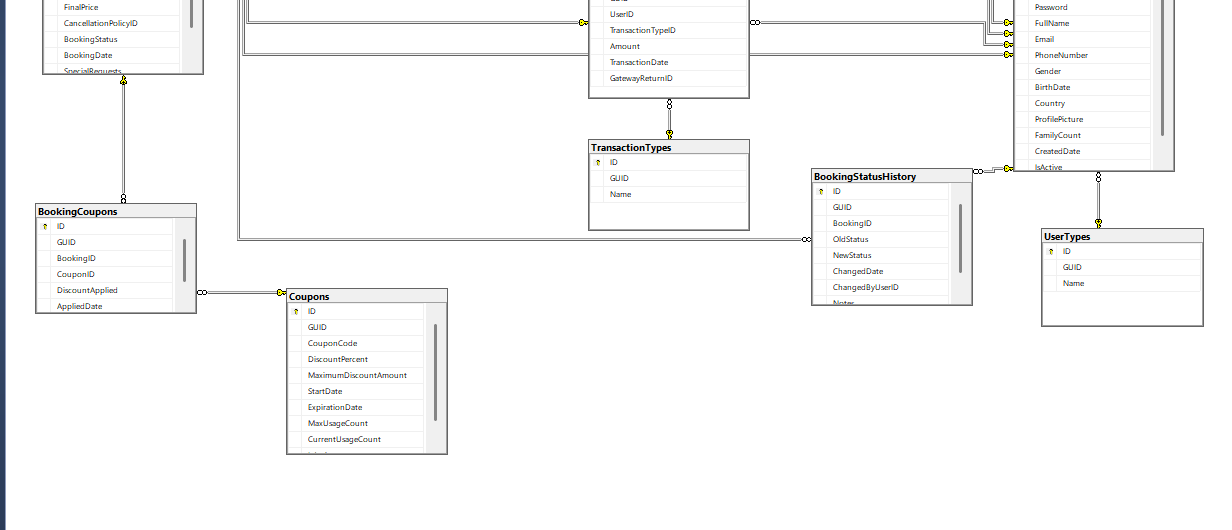 FinalPrice
CancellationPolicyID
BookingStatus
BookingDate
SpecialRequests
UserID
TransactionTypeID
Amount
TransactionDate
GatewayReturnID
Password
FullName
Email
PhoneNumber
Gender
BirthDate
Country
ProfilePicture
FamilyCount
CreatedDate
IsActive
TransactionTypes
ID
GUID
Name
BookingStatusHistory
ID
GUID
BookingID
OldStatus
NewStatus
ChangedDate
ChangedByUserID
Notes
BookingCoupons
ID
GUID
BookingID
CouponID
DiscountApplied
AppliedDate
UserTypes
ID
GUID
Name
Coupons
ID
GUID
CouponCode
DiscountPercent
MaximumDiscountAmount
StartDate
ExpirationDate
MaxUsageCount
CurrentUsageCount